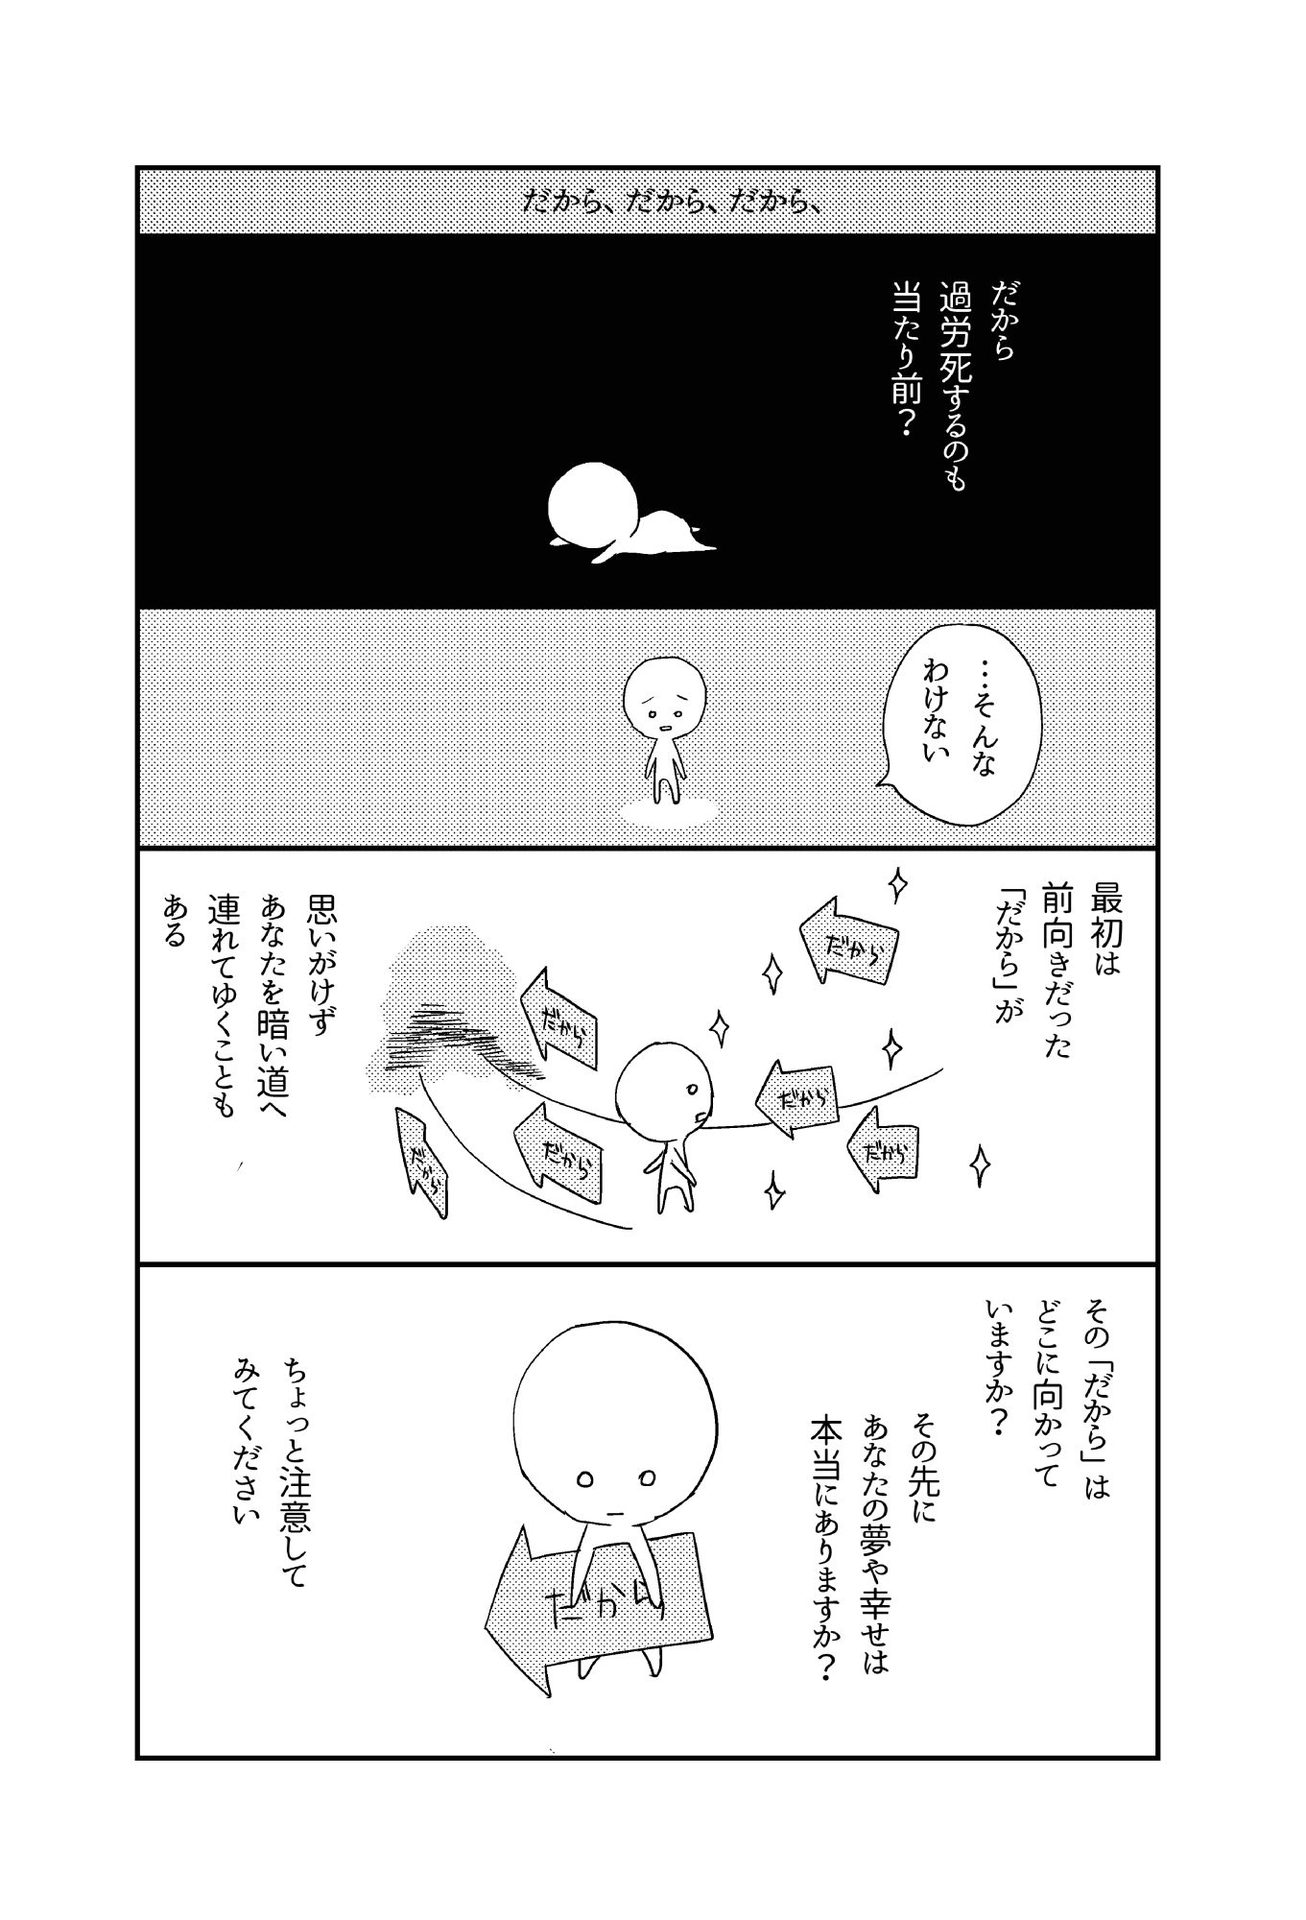 だから、だから、だから、
だから
過労死するのも
当たり前？
…そんな
わけない
最初は
前向きだった
「だから」が
だから
だから
だから
だから
だから
だから
思いがけず
あなたを暗い道へ
連れてゆくことも
ある
その「だから」は
どこに向かって
いますか？
その先に
あなたの夢や幸せは
本当にありますか？
だから
ちょっと注意して
みてください